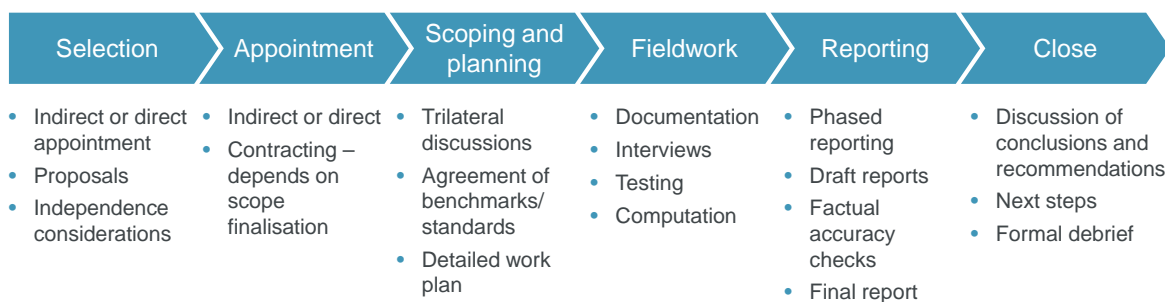 Selection
Appointment
Scoping and
planning
Fieldwork
Reporting
Close
• Indirect or direct
appointment
• Proposals
• Independence
considerations
• Indirect or direct
• Contracting –
depends on
scope
finalisation
• Trilateral
discussions
• Agreement of
benchmarks/
standards
• Detailed work
plan
• Documentation
• Interviews
• Testing
• Computation
• Phased
reporting
• Draft reports
• Factual
accuracy
checks
• Final report
• Discussion of
conclusions and
recommendations
• Next steps
• Formal debrief